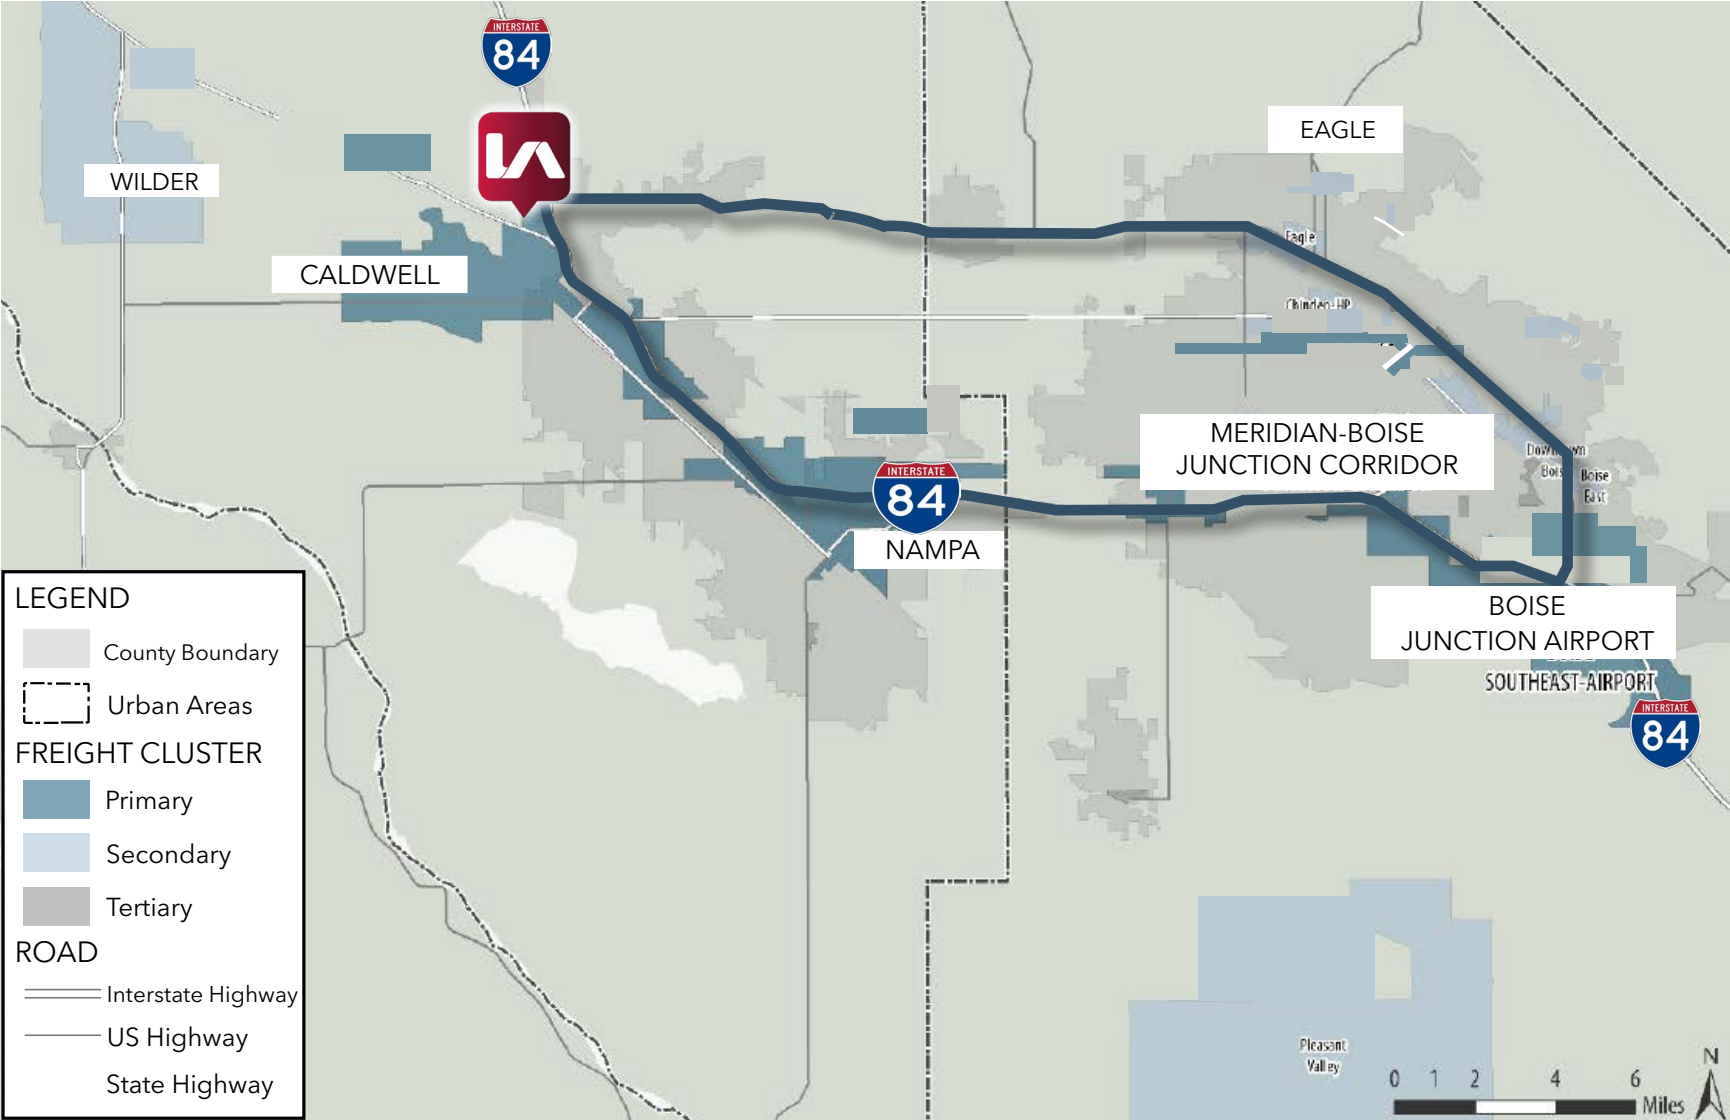 INTERSTATE
84
EAGLE
WILDER
Eagle
CALDWELL
Chinden-HP
MERIDIAN-BOISE
JUNCTION CORRIDOR
Downtown
Boise
Boise
East
INTERSTATE
84
NAMPA
BOISE
JUNCTION AIRPORT
SOUTHEAST-AIRPORT
INTERSTATE
84
LEGEND
County Boundary
Urban Areas
FREIGHT CLUSTER
Primary
Secondary
Tertiary
ROAD
Interstate Highway
US Highway
State Highway
Pleasant
Valley
N
0 1 2 4 6
Miles